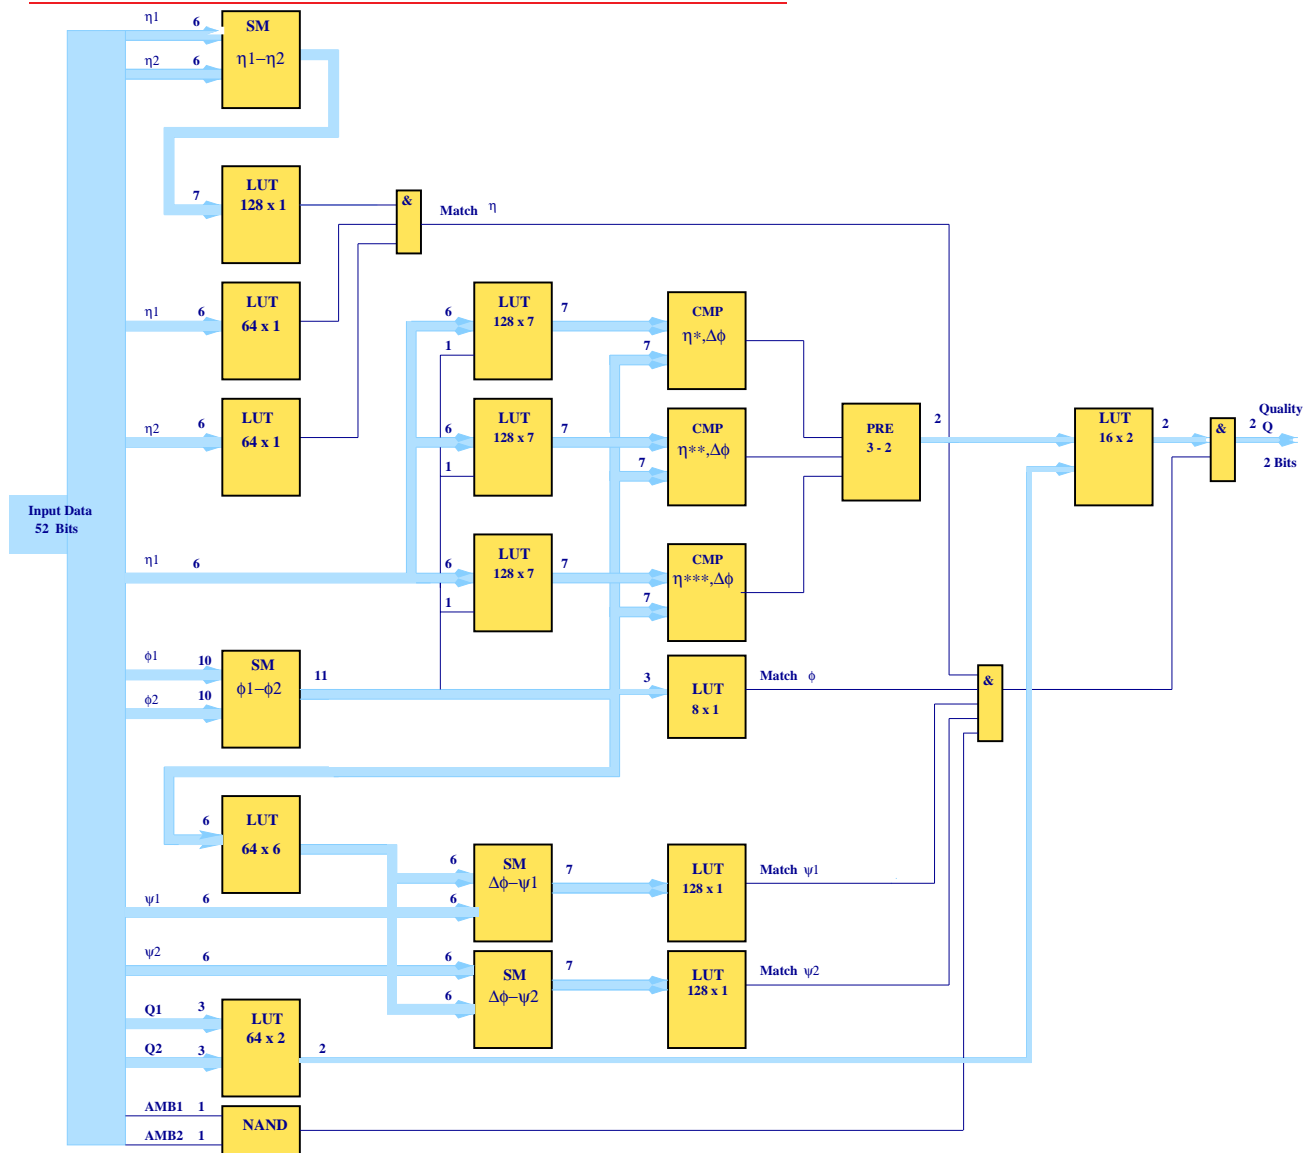 η1 6
SM
η1–η2
η2 6
7
LUT
128 x 1
&
Match η
η1 6
LUT
64 x 1
6
LUT
128 x 7
7
CMP
η*,Δϕ
1
7
η2 6
LUT
64 x 1
6
LUT
128 x 7
7
CMP
η**,Δϕ
1
7
PRE
3 - 2
2
LUT
16 x 2
2
&
2
Quality
Q
2 Bits
Input Data
52 Bits
η1 6
6
LUT
128 x 7
7
CMP
η***,Δϕ
1
7
ϕ1 10
SM
ϕ1–ϕ2
ϕ2 10
11
3
LUT
8 x 1
Match ϕ
&
6
LUT
64 x 6
6
SM
Δϕ–ψ1
6
7
LUT
128 x 1
Match ψ1
ψ1 6
ψ2 6
6
SM
Δϕ–ψ2
6
7
LUT
128 x 1
Match ψ2
Q1 3
LUT
64 x 2
Q2 3
2
AMB1 1
NAND
AMB2 1